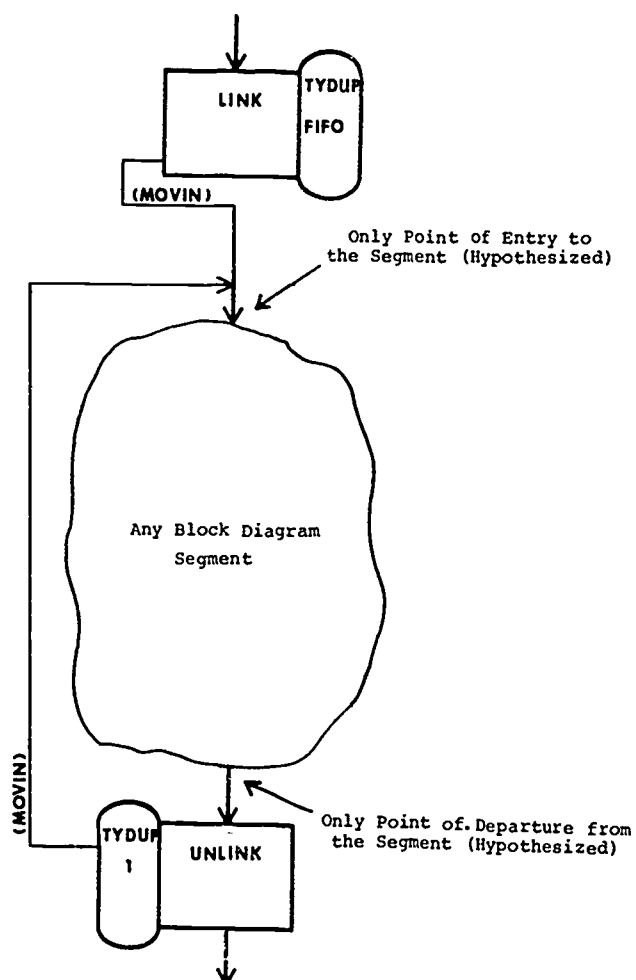 LINK
TYDUP
FIFO
(MOVIN)
Only Point of Entry to
the Segment (Hypothesized)
Any Block Diagram
Segment
(MOVIN)
Only Point of Departure from
the Segment (Hypothesized)
TYDUP
1
UNLINK